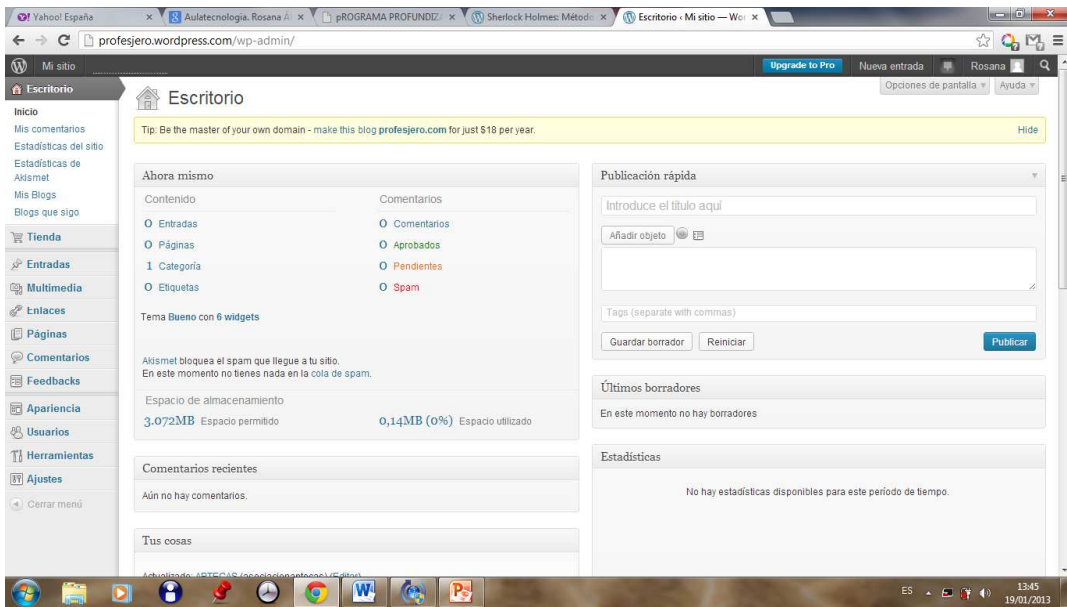 Yahoo! España
Aulatecnologia. Rosana Á
pROGRAMA PROFUNDIZ
Sherlock Holmes: Método
Escritorio ‹ Mi sitio — Wor
profesjero.wordpress.com/wp-admin/
Mi sitio
Upgrade to Pro
Nueva entrada
Rosana
Escritorio
Inicio
Mis comentarios
Estadísticas del sitio
Estadísticas de
Akismet
Mis Blogs
Blogs que sigo
Tienda
Entradas
Multimedia
Enlaces
Páginas
Comentarios
Feedbacks
Apariencia
Usuarios
Herramientas
Ajustes
Cerrar menú
Escritorio
Opciones de pantalla
Ayuda
Tip: Be the master of your own domain - make this blog profesjero.com for just $18 per year.
Hide
Ahora mismo
Contenido
Comentarios
0 Entradas
0 Comentarios
0 Páginas
0 Aprobados
1 Categoría
0 Pendientes
0 Etiquetas
0 Spam
Tema Bueno con 6 widgets
Akismet bloquea el spam que llegue a tu sitio.
En este momento no tienes nada en la cola de spam.
Espacio de almacenamiento
3.072MB Espacio permitido
0,14MB (0%) Espacio utilizado
Comentarios recientes
Aún no hay comentarios.
Tus cosas
Actualizado: ARTECAS (asociacionantecas) (Editar)
Publicación rápida
Introduce el título aquí
Añadir objeto
Tags (separate with commas)
Guardar borrador
Reiniciar
Publicar
Últimos borradores
En este momento no hay borradores
Estadísticas
No hay estadísticas disponibles para este período de tiempo.
ES
13:45
19/01/2013